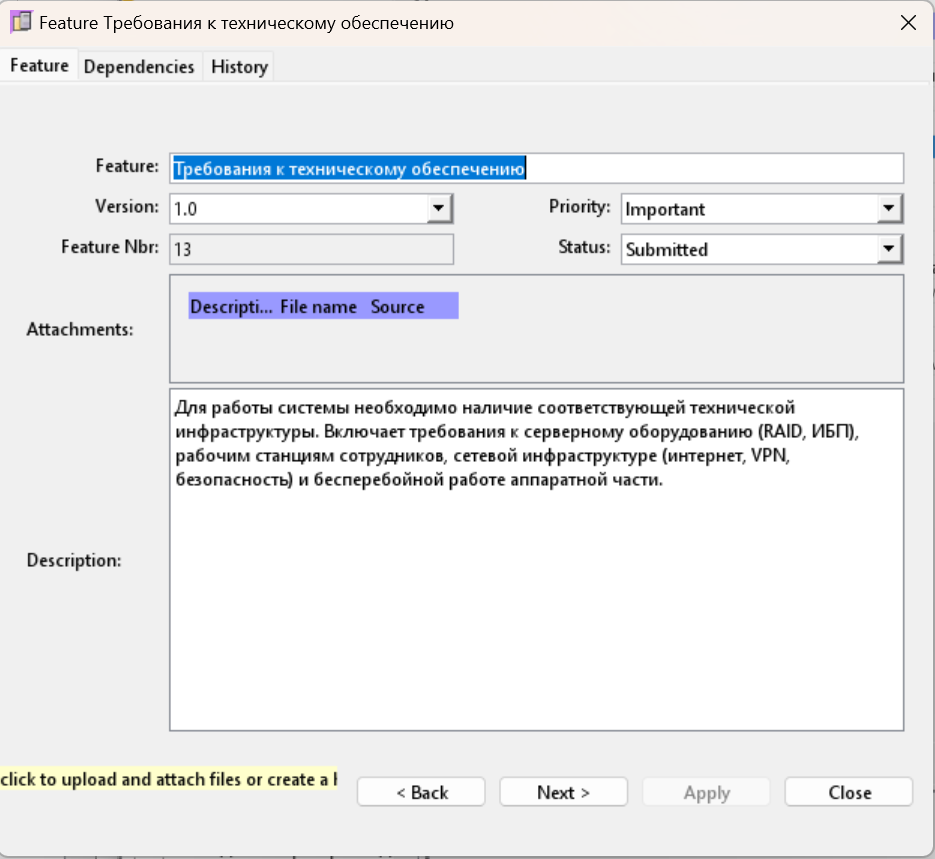 Feature Требования к техническому обеспечению
Feature Dependencies History
Feature: Требования к техническому обеспечению
Version: 1.0 Priority: Important
Feature Nbr: 13 Status: Submitted
Attachments: Descripti... File name Source
Для работы системы необходимо наличие соответствующей технической
инфраструктуры. Включает требования к серверному оборудованию (RAID, ИБП),
рабочим станциям сотрудников, сетевой инфраструктуре (интернет, VPN,
безопасность) и бесперебойной работе аппаратной части.
Description:
click to upload and attach files or create a
< Back Next > Apply Close